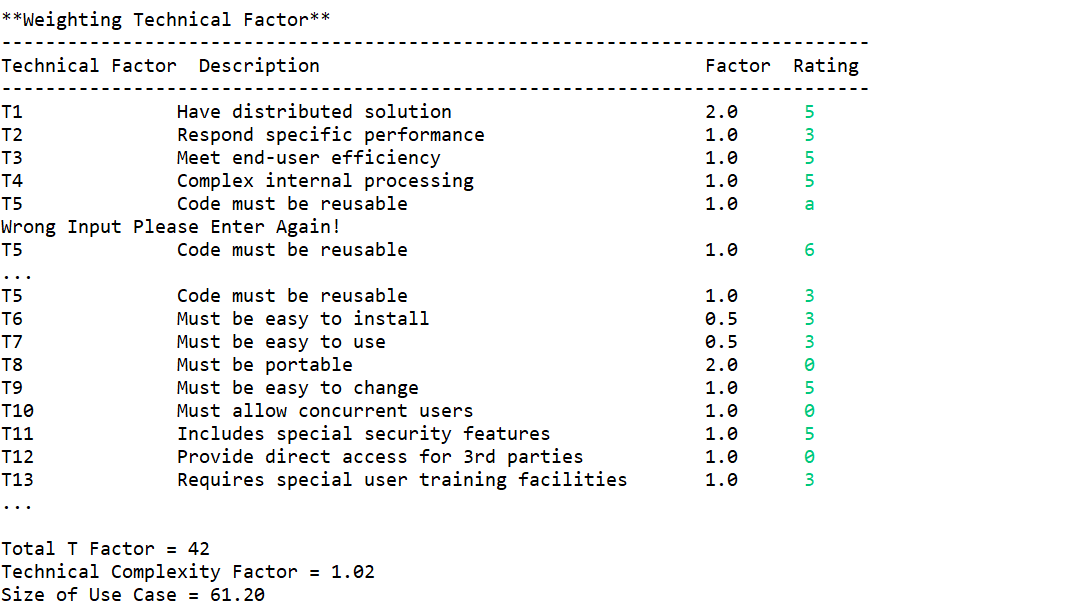 **Weighting Technical Factor**
-------------------------------------------------------------------------------
Technical Factor  Description                                   Factor  Rating
-------------------------------------------------------------------------------
T1              Have distributed solution                       2.0      5
T2              Respond specific performance                    1.0      3
T3              Meet end-user efficiency                        1.0      5
T4              Complex internal processing                     1.0      5
T5              Code must be reusable                           1.0      a
Wrong Input Please Enter Again!
T5              Code must be reusable                           1.0      6
...
T5              Code must be reusable                           1.0      3
T6              Must be easy to install                         0.5      3
T7              Must be easy to use                             0.5      3
T8              Must be portable                                2.0      0
T9              Must be easy to change                          1.0      5
T10             Must allow concurrent users                     1.0      0
T11             Includes special security features              1.0      5
T12             Provide direct access for 3rd parties           1.0      0
T13             Requires special user training facilities       1.0      3
...
Total T Factor = 42
Technical Complexity Factor = 1.02
Size of Use Case = 61.20